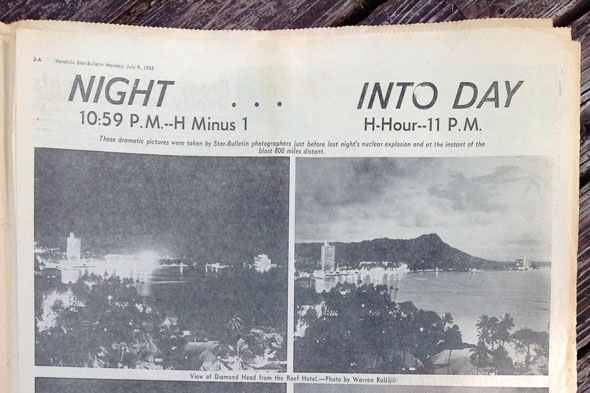 2-A Honolulu Star-Bulletin Monday, July 9, 1962
NIGHT . . . INTO DAY
10:59 P.M.--H Minus 1 H-Hour--11 P.M.
These dramatic pictures were taken by Star-Bulletin photographers just before last night's nuclear explosion and at the instant of the
blast 800 miles distant.
View of Diamond Head from the Reef Hotel.—Photo by Warren